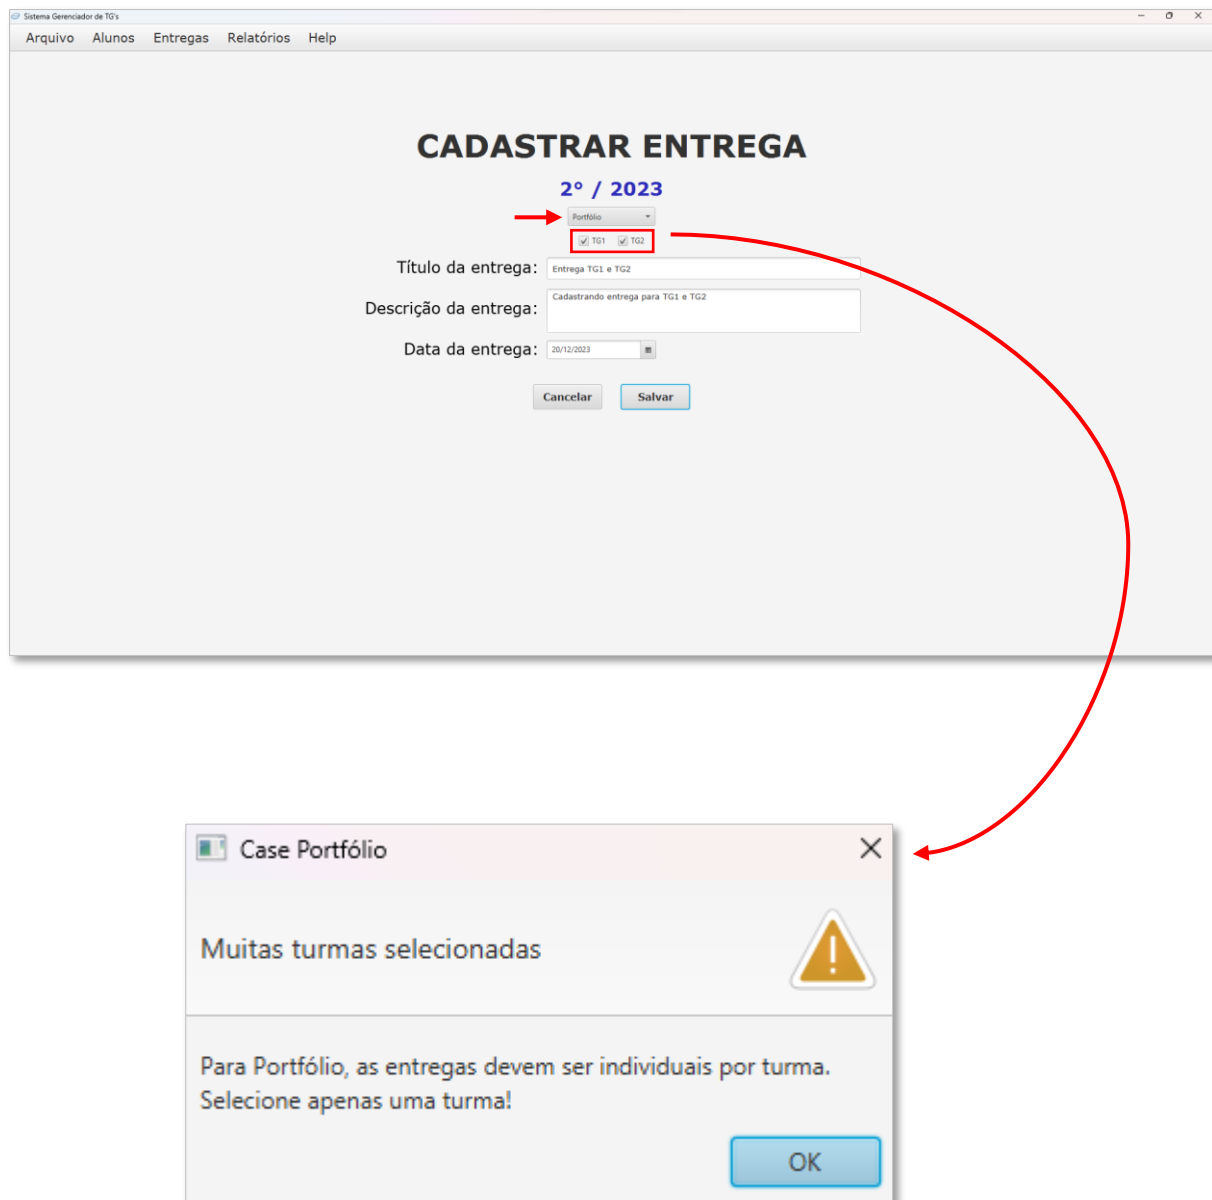 Sistema Gerenciador de TG's
Arquivo Alunos Entregas Relatórios Help
CADASTRAR ENTREGA
2º / 2023
Portfólio
TG1 TG2
Título da entrega: Entrega TG1 e TG2
Descrição da entrega: Cadastrando entrega para TG1 e TG2
Data da entrega: 20/12/2023
Cancelar Salvar
Case Portfólio
Muitas turmas selecionadas
Para Portfólio, as entregas devem ser individuais por turma.
Selecione apenas uma turma!
OK